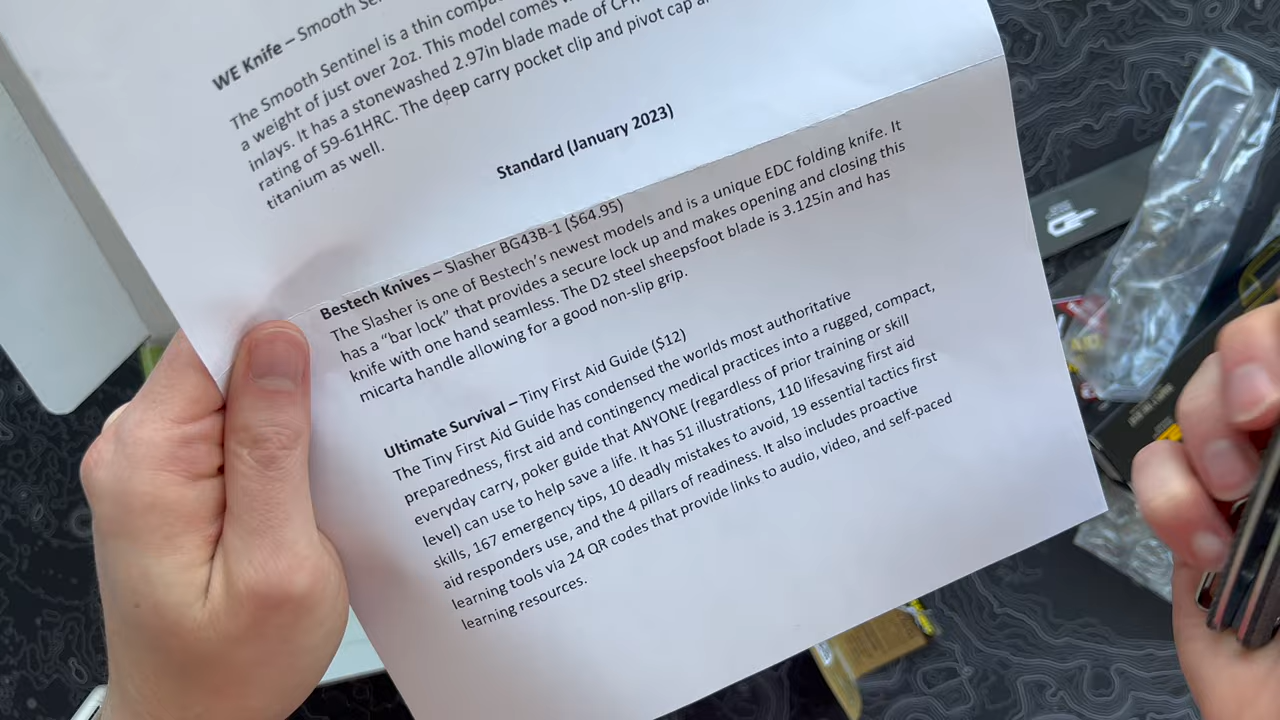 WE Knife – Smooth
The Smooth Sentinel is a thin
a weight of just over 2oz. This model comes
inlays. It has a stonewashed 2.97in blade made of
rating of 59-61HRC. The deep carry pocket clip and pivot cap
titanium as well.
Standard (January 2023)
Bestech Knives – Slasher BG43B-1 ($64.95)
The Slasher is one of Bestech's newest models and is a unique EDC folding knife. It
has a "bar lock" that provides a secure lock up and makes opening and closing this
knife with one hand seamless. The D2 steel sheepsfoot blade is 3.125in and has
micarta handle allowing for a good non-slip grip.
Ultimate Survival – Tiny First Aid Guide ($12)
The Tiny First Aid Guide has condensed the worlds most authoritative
preparedness, first aid and contingency medical practices into a rugged, compact,
everyday carry, poker guide that ANYONE (regardless of prior training or skill
level) can use to help save a life. It has 51 illustrations, 110 lifesaving first aid
skills, 167 emergency tips, 10 deadly mistakes to avoid, 19 essential tactics first
aid responders use, and the 4 pillars of readiness. It also includes proactive
learning tools via 24 QR codes that provide links to audio, video, and self-paced
learning resources.